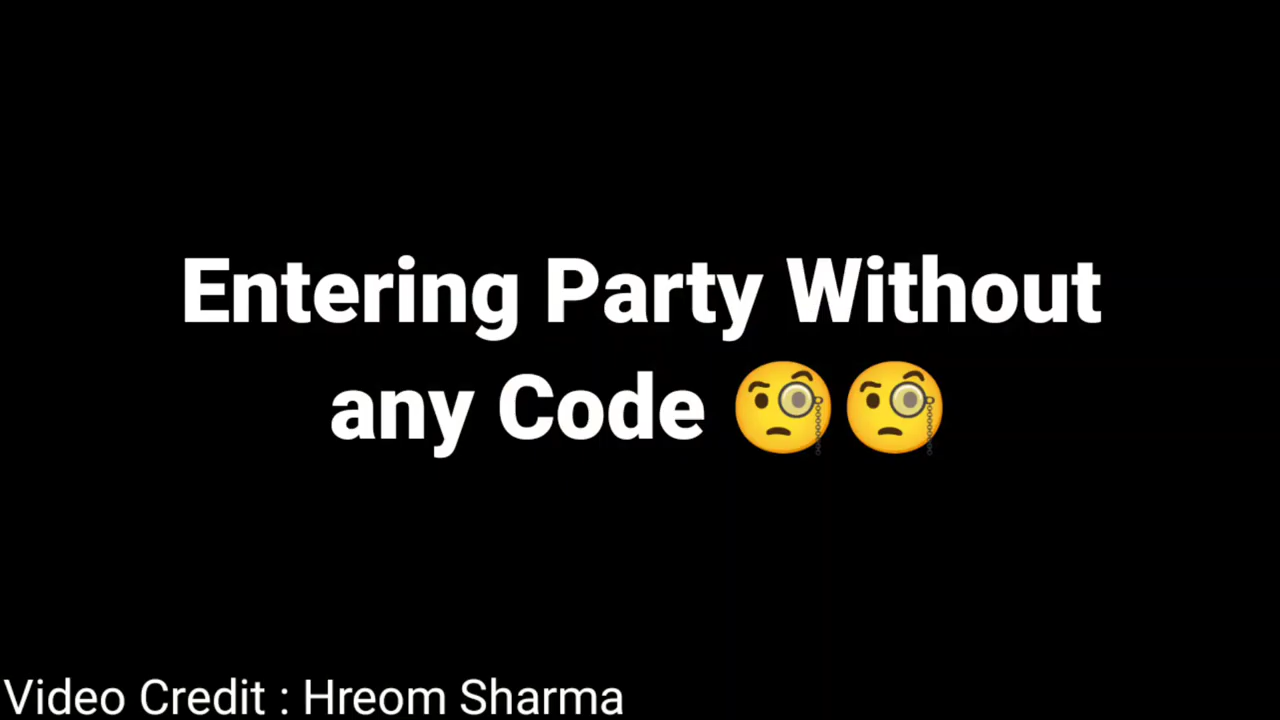 Entering Party Without
any Code 🧐🧐
Video Credit : Hreom Sharma